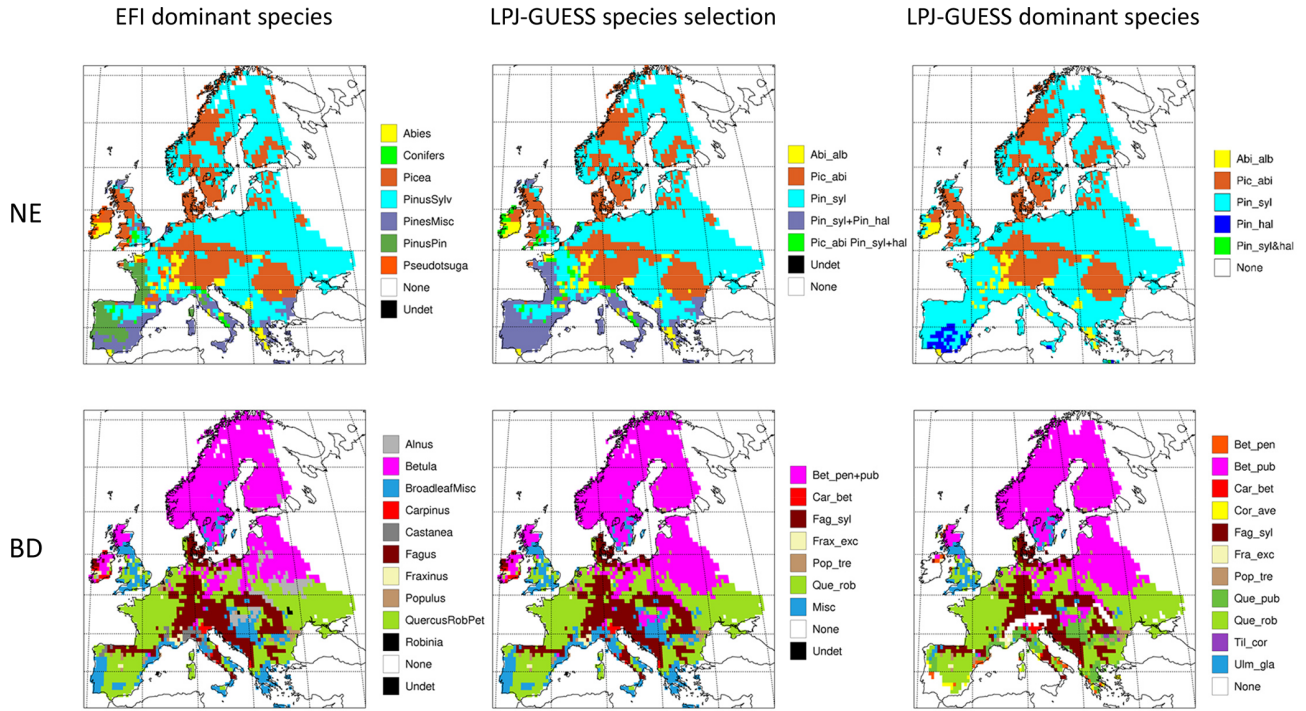 EFI dominant species
LPJ-GUESS species selection
LPJ-GUESS dominant species
NE
Abies
Conifers
Picea
PinusSylv
PinesMisc
PinusPin
Pseudotsuga
None
Undet
Abi_alb
Pic_abi
Pin_syl
Pin_syl+Pin_hal
Pic_abi Pin_syl+hal
Undet
None
Abi_alb
Pic_abi
Pin_syl
Pin_hal
Pin_syl&hal
None
BD
Alnus
Betula
BroadleafMisc
Carpinus
Castanea
Fagus
Fraxinus
Populus
QuercusRobPet
Robinia
None
Undet
Bet_pen+pub
Car_bet
Fag_syl
Frax_exc
Pop_tre
Que_rob
Misc
None
Undet
Bet_pen
Bet_pub
Car_bet
Cor_ave
Fag_syl
Fra_exc
Pop_tre
Que_pub
Que_rob
Til_cor
Ulm_gla
None